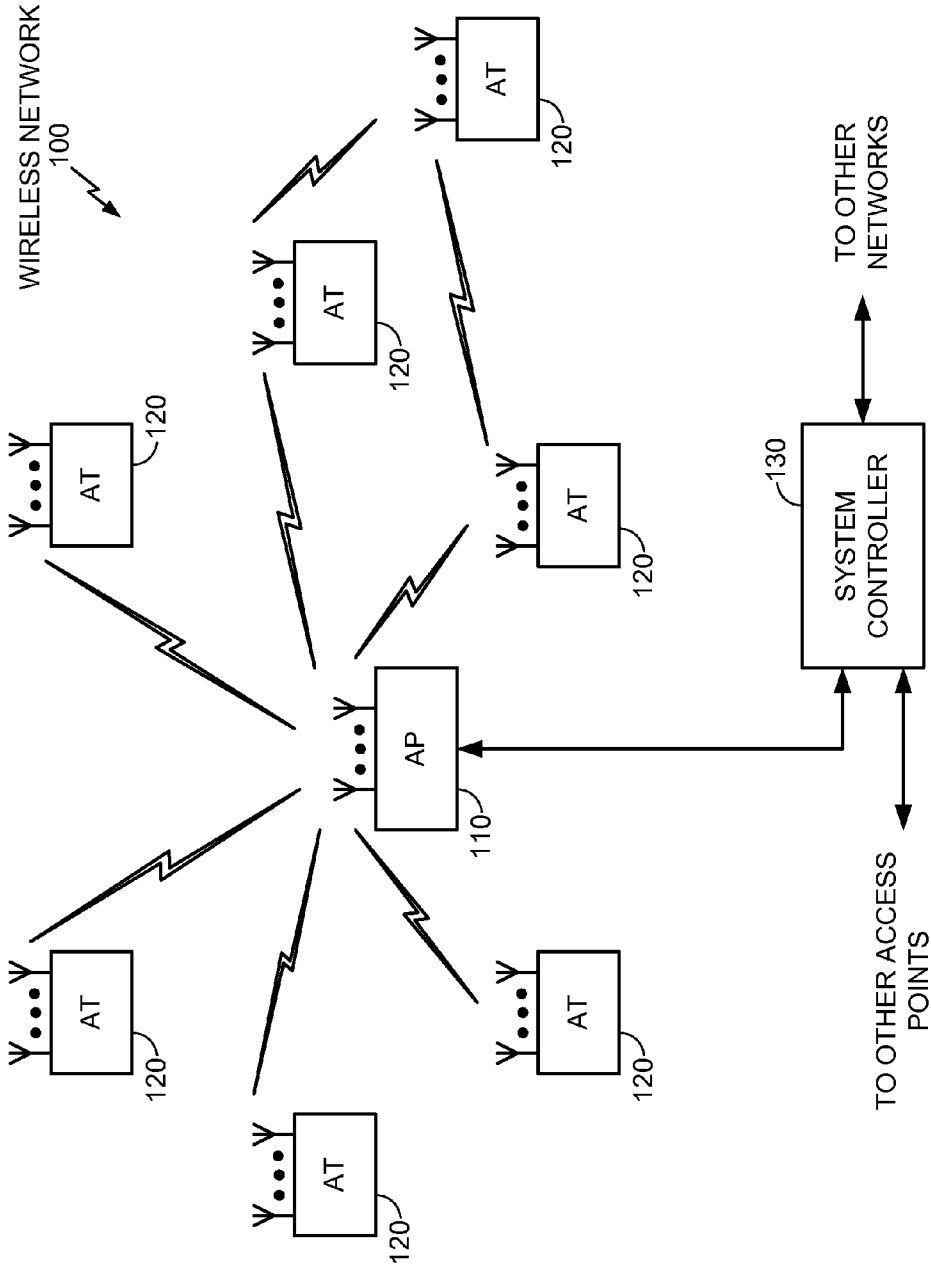 WIRELESS NETWORK
100
AT
120
AT
120
AT
120
AT
120
AT
120
AP
110
AT
120
AT
120
SYSTEM
CONTROLLER
130
TO OTHER ACCESS
POINTS
TO OTHER
NETWORKS